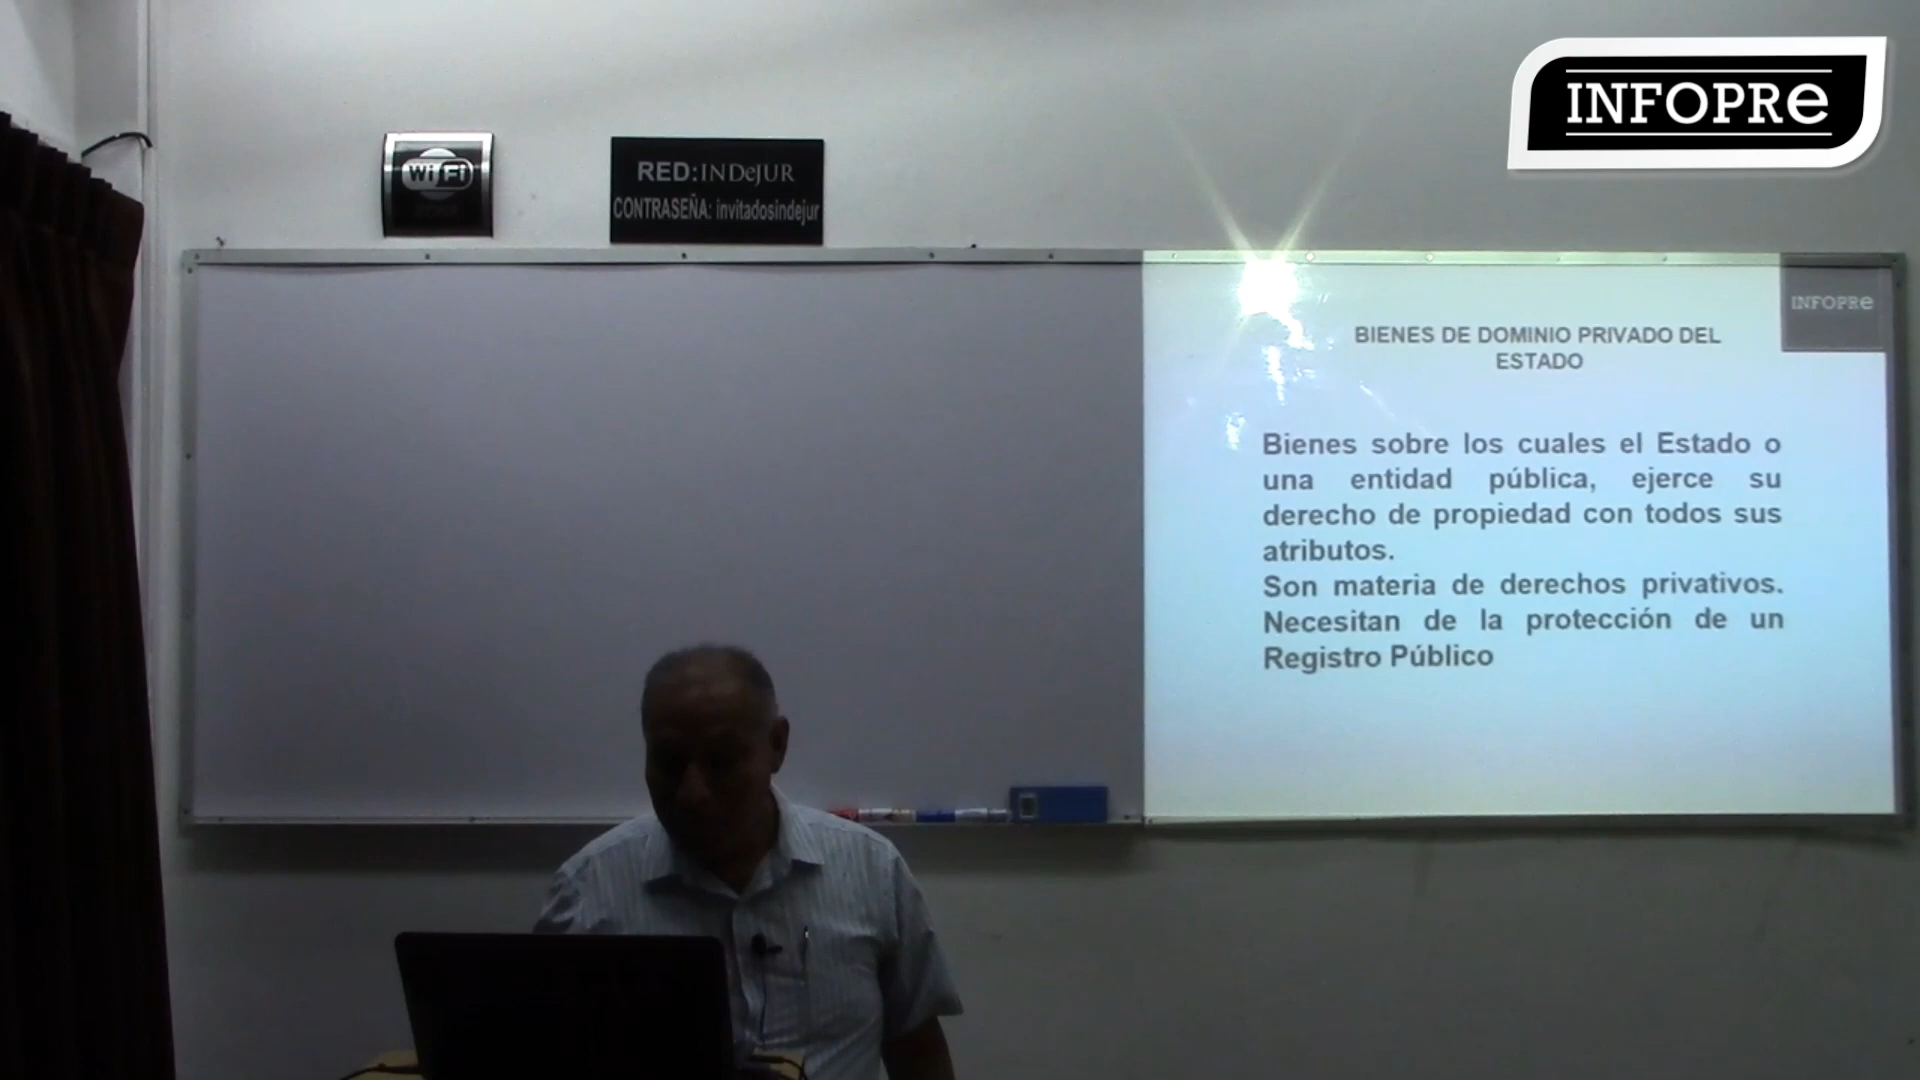 INFOPRe
WiFi
RED:INDeJUR
CONTRASEÑA: invitadosindejur
INFOPRe
BIENES DE DOMINIO PRIVADO DEL
ESTADO
Bienes sobre los cuales el Estado o
una entidad pública, ejerce su
derecho de propiedad con todos sus
atributos.
Son materia de derechos privativos.
Necesitan de la protección de un
Registro Público